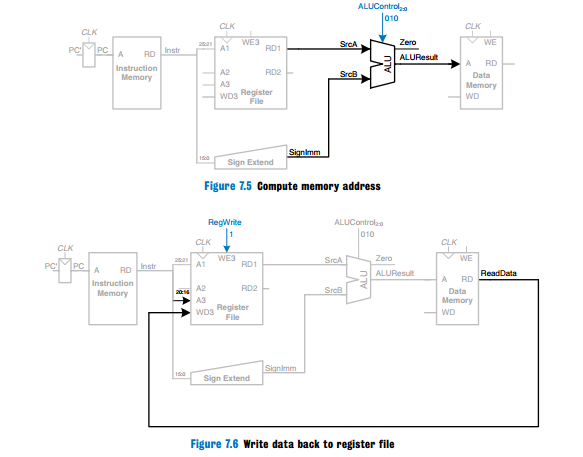 ALUControl2:0
010
CLK
CLK
CLK
PC' PC A RD Instr 25:21 A1 WE3 RD1 SrcA Zero WE
ALUResult A RD
Instruction
Memory
A2 RD2 SrcB ALU Data
Memory
A3
WD3 Register
File
WD
15:0 Sign Extend SignImm
Figure 7.5 Compute memory address
RegWrite
1
ALUControl2:0
010
CLK
CLK
CLK
PC' PC A RD Instr 25:21 A1 WE3 RD1 SrcA Zero WE
ALUResult A RD ReadData
Instruction
Memory
A2 RD2 SrcB ALU Data
Memory
20:16 A3
WD3 Register
File
WD
15:0 Sign Extend SignImm
Figure 7.6 Write data back to register file